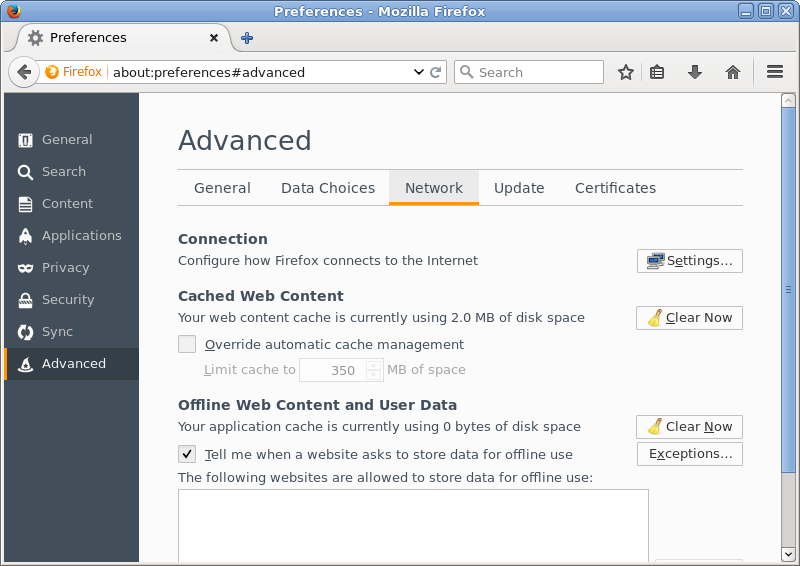 Preferences - Mozilla Firefox
Preferences
Firefox about:preferences#advanced Search
General
Search
Content
Applications
Privacy
Security
Sync
Advanced
Advanced
General Data Choices Network Update Certificates
Connection
Configure how Firefox connects to the Internet Settings...
Cached Web Content
Your web content cache is currently using 2.0 MB of disk space Clear Now
Override automatic cache management
Limit cache to 350 MB of space
Offline Web Content and User Data
Your application cache is currently using 0 bytes of disk space Clear Now
Tell me when a website asks to store data for offline use Exceptions...
The following websites are allowed to store data for offline use: